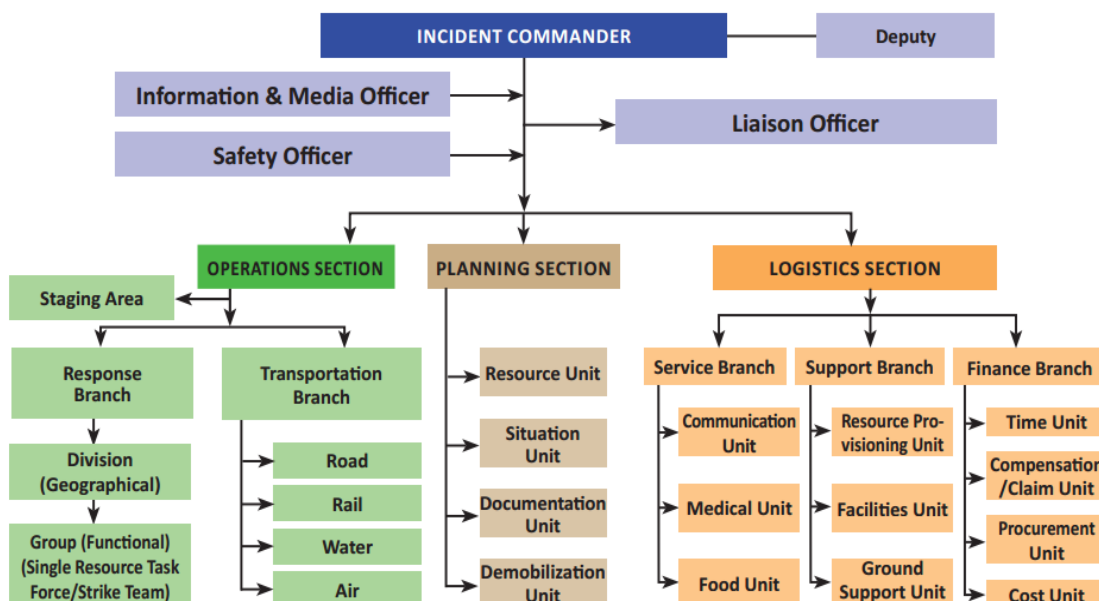 INCIDENT COMMANDER
Deputy
Information & Media Officer
Liaison Officer
Safety Officer
OPERATIONS SECTION
PLANNING SECTION
LOGISTICS SECTION
Staging Area
Response
Branch
Transportation
Branch
Division
(Geographical)
Group (Functional)
(Single Resource Task
Force/Strike Team)
Road
Rail
Water
Air
Resource Unit
Situation
Unit
Documentation
Unit
Demobilization
Unit
Service Branch
Support Branch
Finance Branch
Communication
Unit
Medical Unit
Food Unit
Resource Pro-
visioning Unit
Facilities Unit
Ground
Support Unit
Time Unit
Compensation
/Claim Unit
Procurement
Unit
Cost Unit